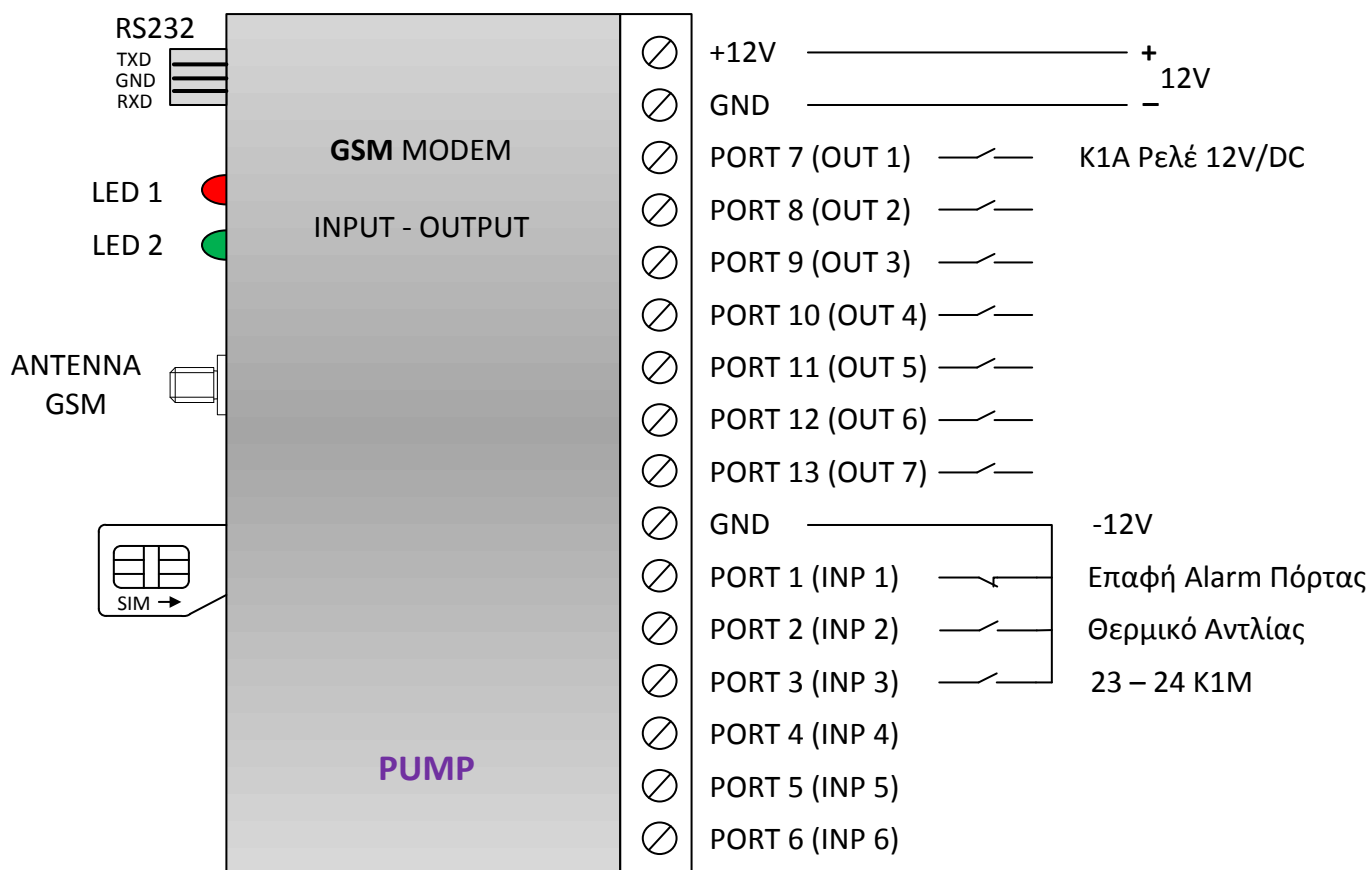 RS232
TXD
GND
RXD
LED 1
LED 2
ANTENNA
GSM
SIM
GSM MODEM
INPUT - OUTPUT
PUMP
+12V +
12V
GND –
PORT 7 (OUT 1) K1A Ρελέ 12V/DC
PORT 8 (OUT 2)
PORT 9 (OUT 3)
PORT 10 (OUT 4)
PORT 11 (OUT 5)
PORT 12 (OUT 6)
PORT 13 (OUT 7)
GND -12V
PORT 1 (INP 1) Επαφή Alarm Πόρτας
PORT 2 (INP 2) Θερμικό Αντλίας
PORT 3 (INP 3) 23 – 24 K1M
PORT 4 (INP 4)
PORT 5 (INP 5)
PORT 6 (INP 6)